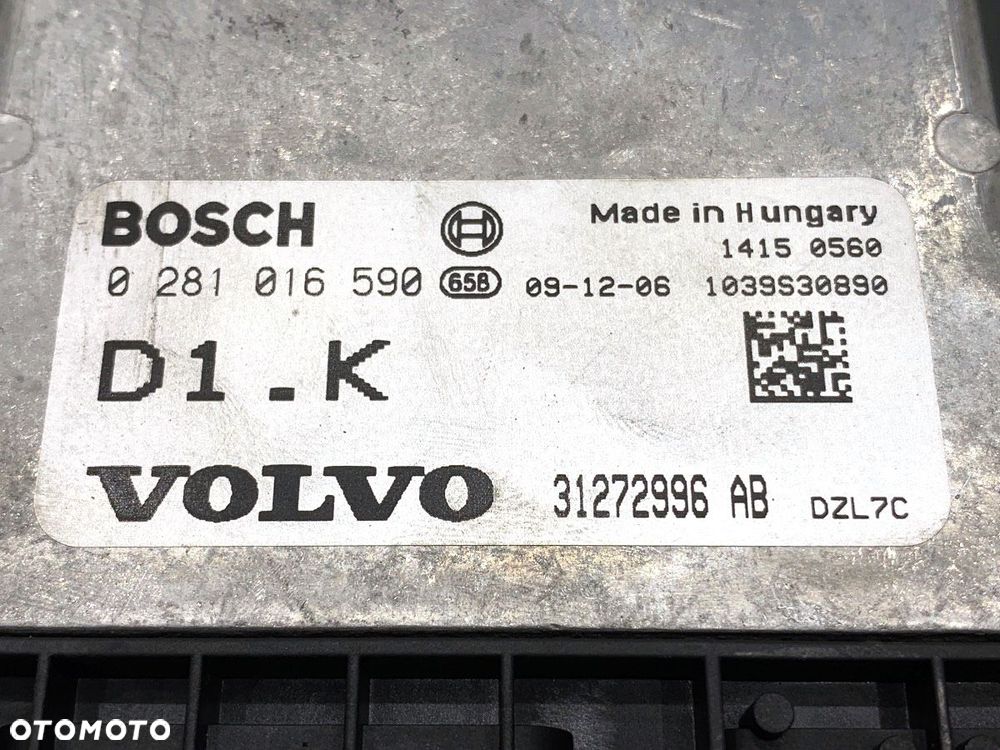 BOSCH Made in Hungary
1415 0560
0 281 016 590 65B 09-12-06 1039S30890
D1.K
VOLVO 31272996 AB DZL7C
OTOMOTO